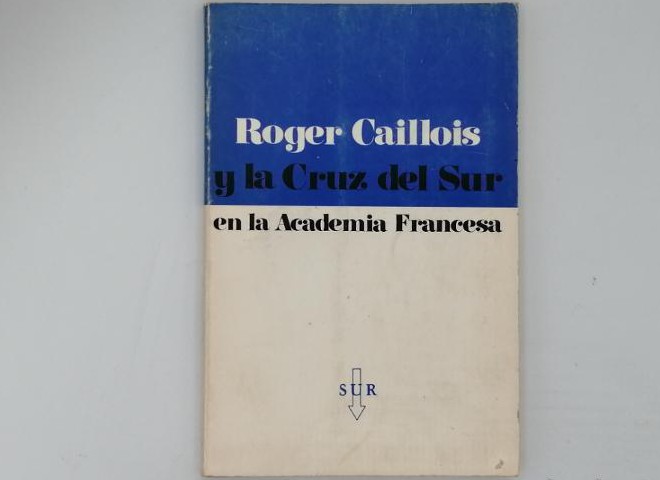 Roger Caillois
y la Cruz del Sur
en la Academia Francesa
SUR